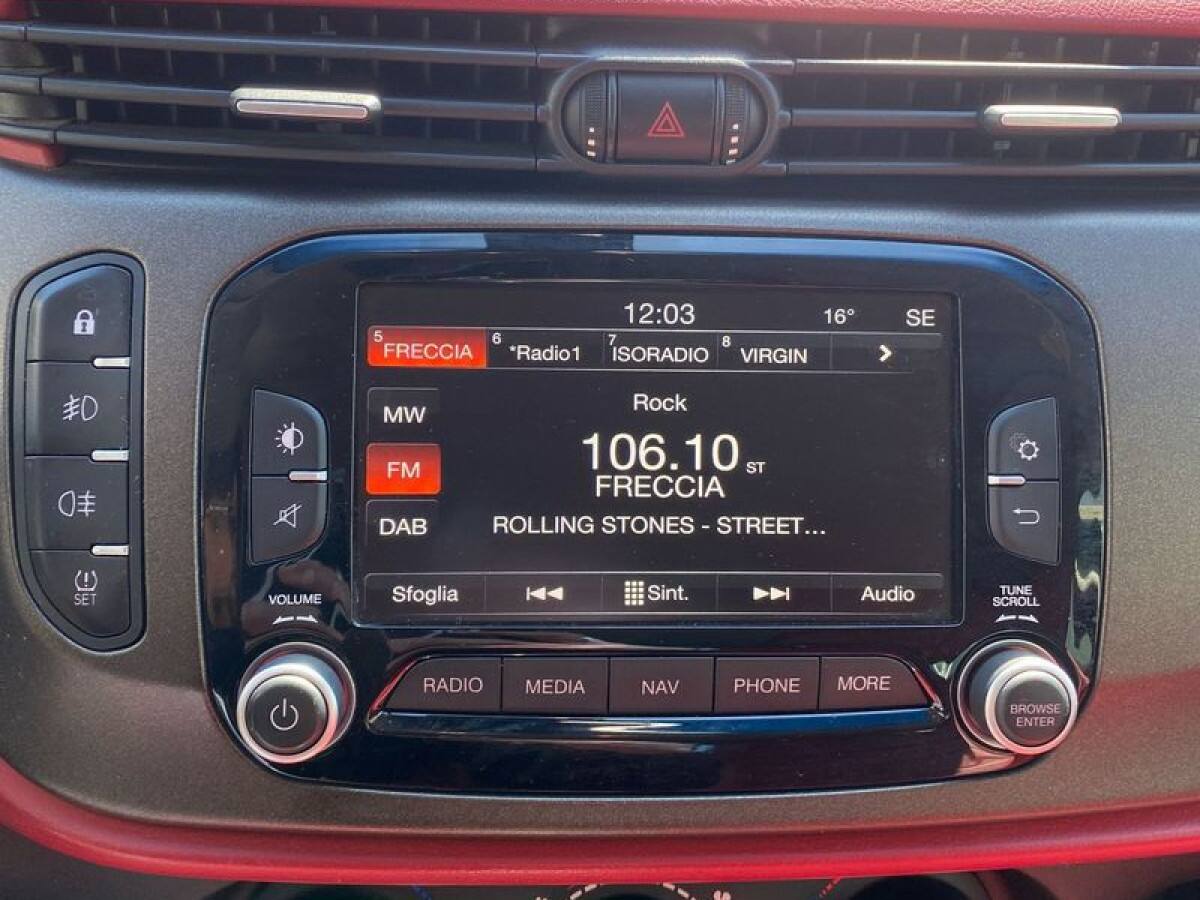 12:03 16° SE
5 FRECCIA 6 *Radio1 7 ISORADIO 8 VIRGIN
MW
Rock
FM
106.10 ST
FRECCIA
DAB
ROLLING STONES - STREET...
Sfoglia Sint. Audio
SET
VOLUME
TUNE
SCROLL
RADIO MEDIA NAV PHONE MORE
BROWSE
ENTER